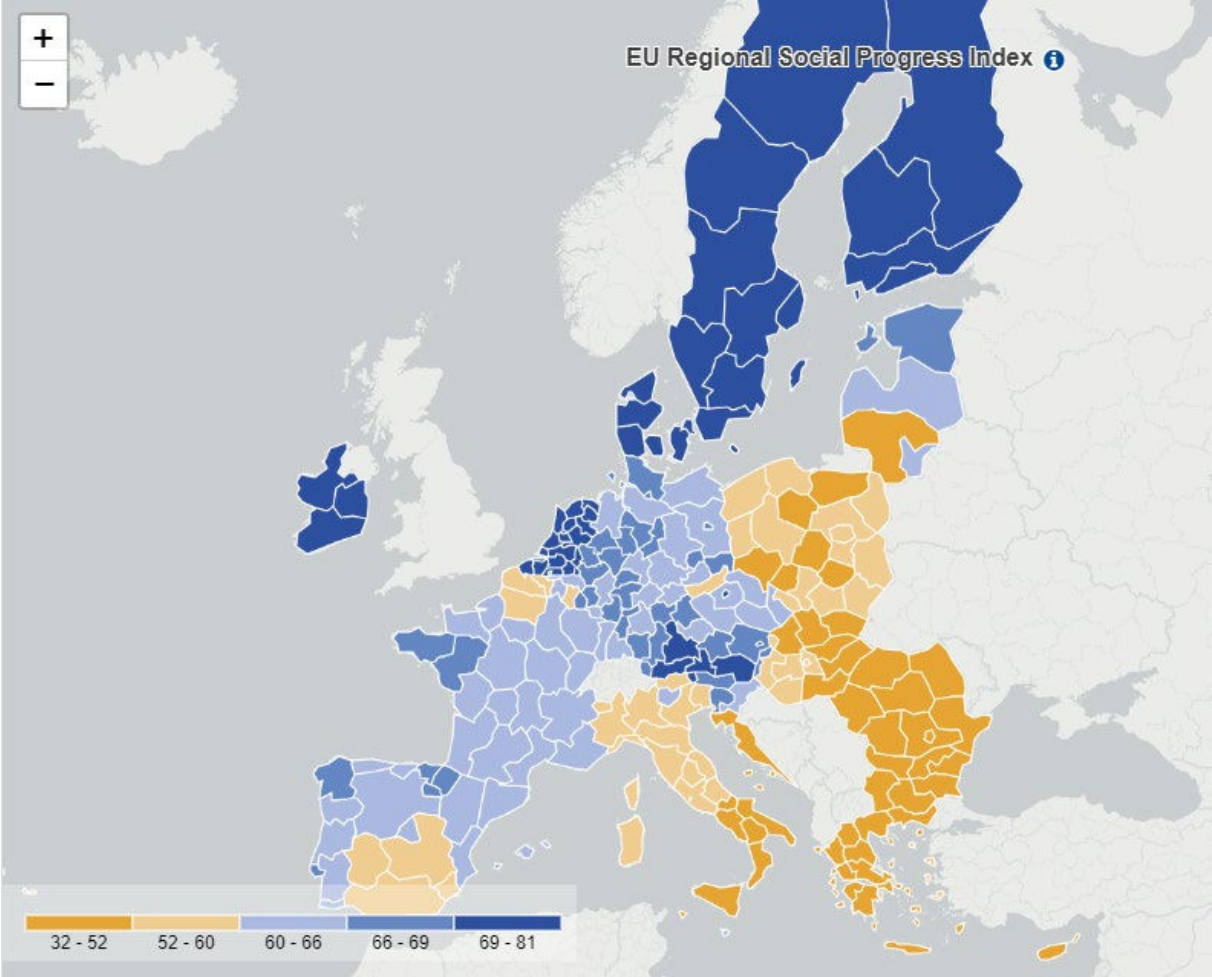 +
EU Regional Social Progress Index i
−
32 - 52 52 - 60 60 - 66 66 - 69 69 - 81